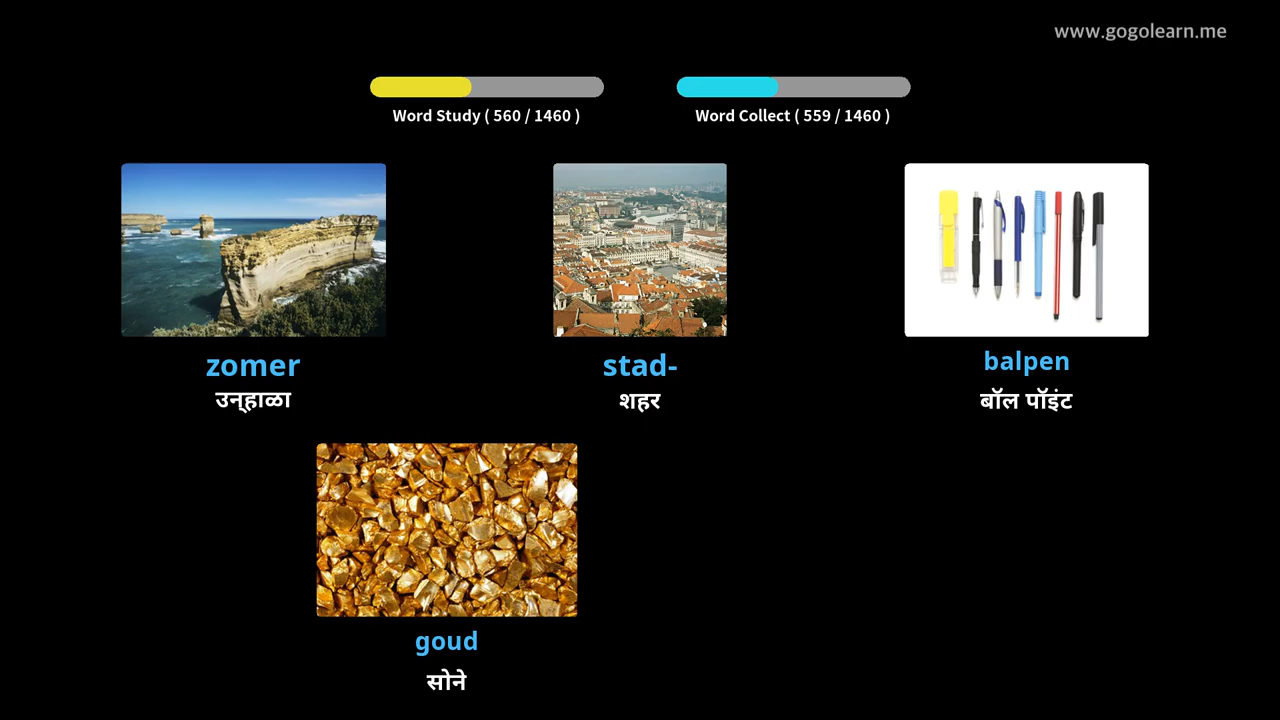 www.gogolearn.me
Word Study ( 560 / 1460 )
Word Collect ( 559 / 1460 )
zomer
उन्हाळा
stad-
शहर
balpen
बॉल पॉइंट
goud
सोने